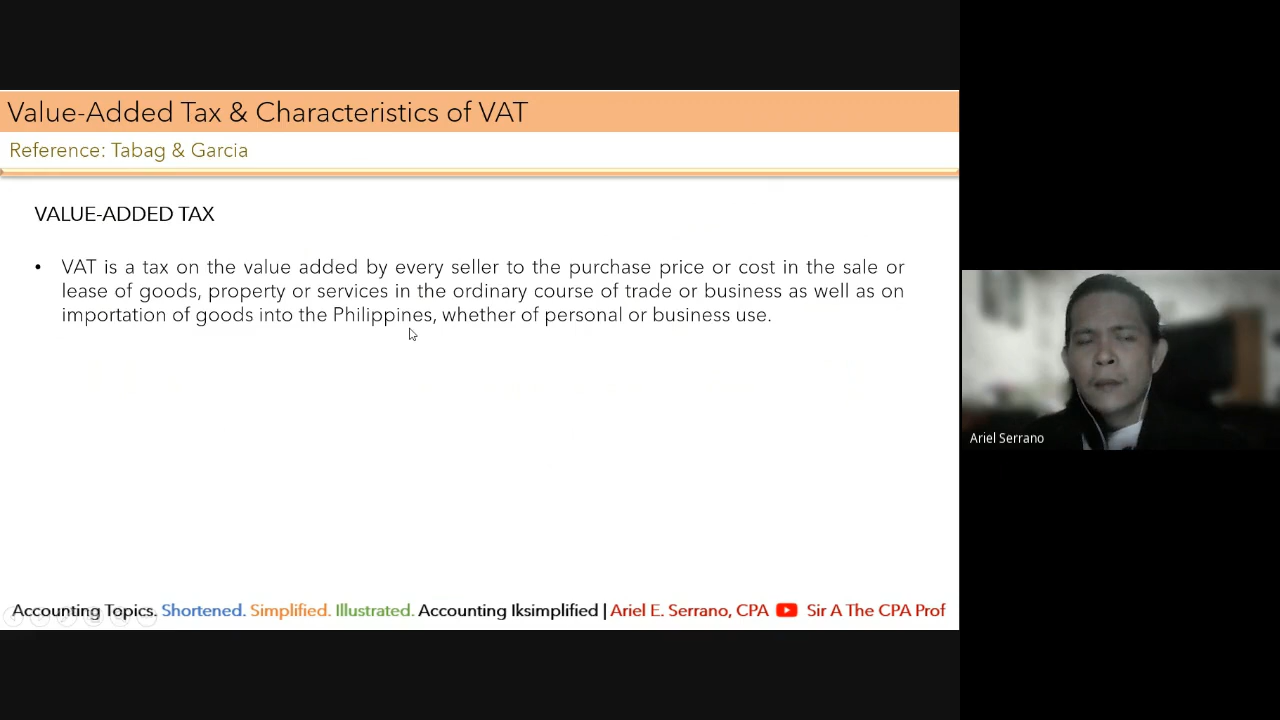 Value-Added Tax & Characteristics of VAT
Reference: Tabag & Garcia
VALUE-ADDED TAX
• VAT is a tax on the value added by every seller to the purchase price or cost in the sale or
lease of goods, property or services in the ordinary course of trade or business as well as on
importation of goods into the Philippines, whether of personal or business use.
Ariel Serrano
Accounting Topics. Shortened. Simplified. Illustrated. Accounting Iksimplified | Ariel E. Serrano, CPA Sir A The CPA Prof